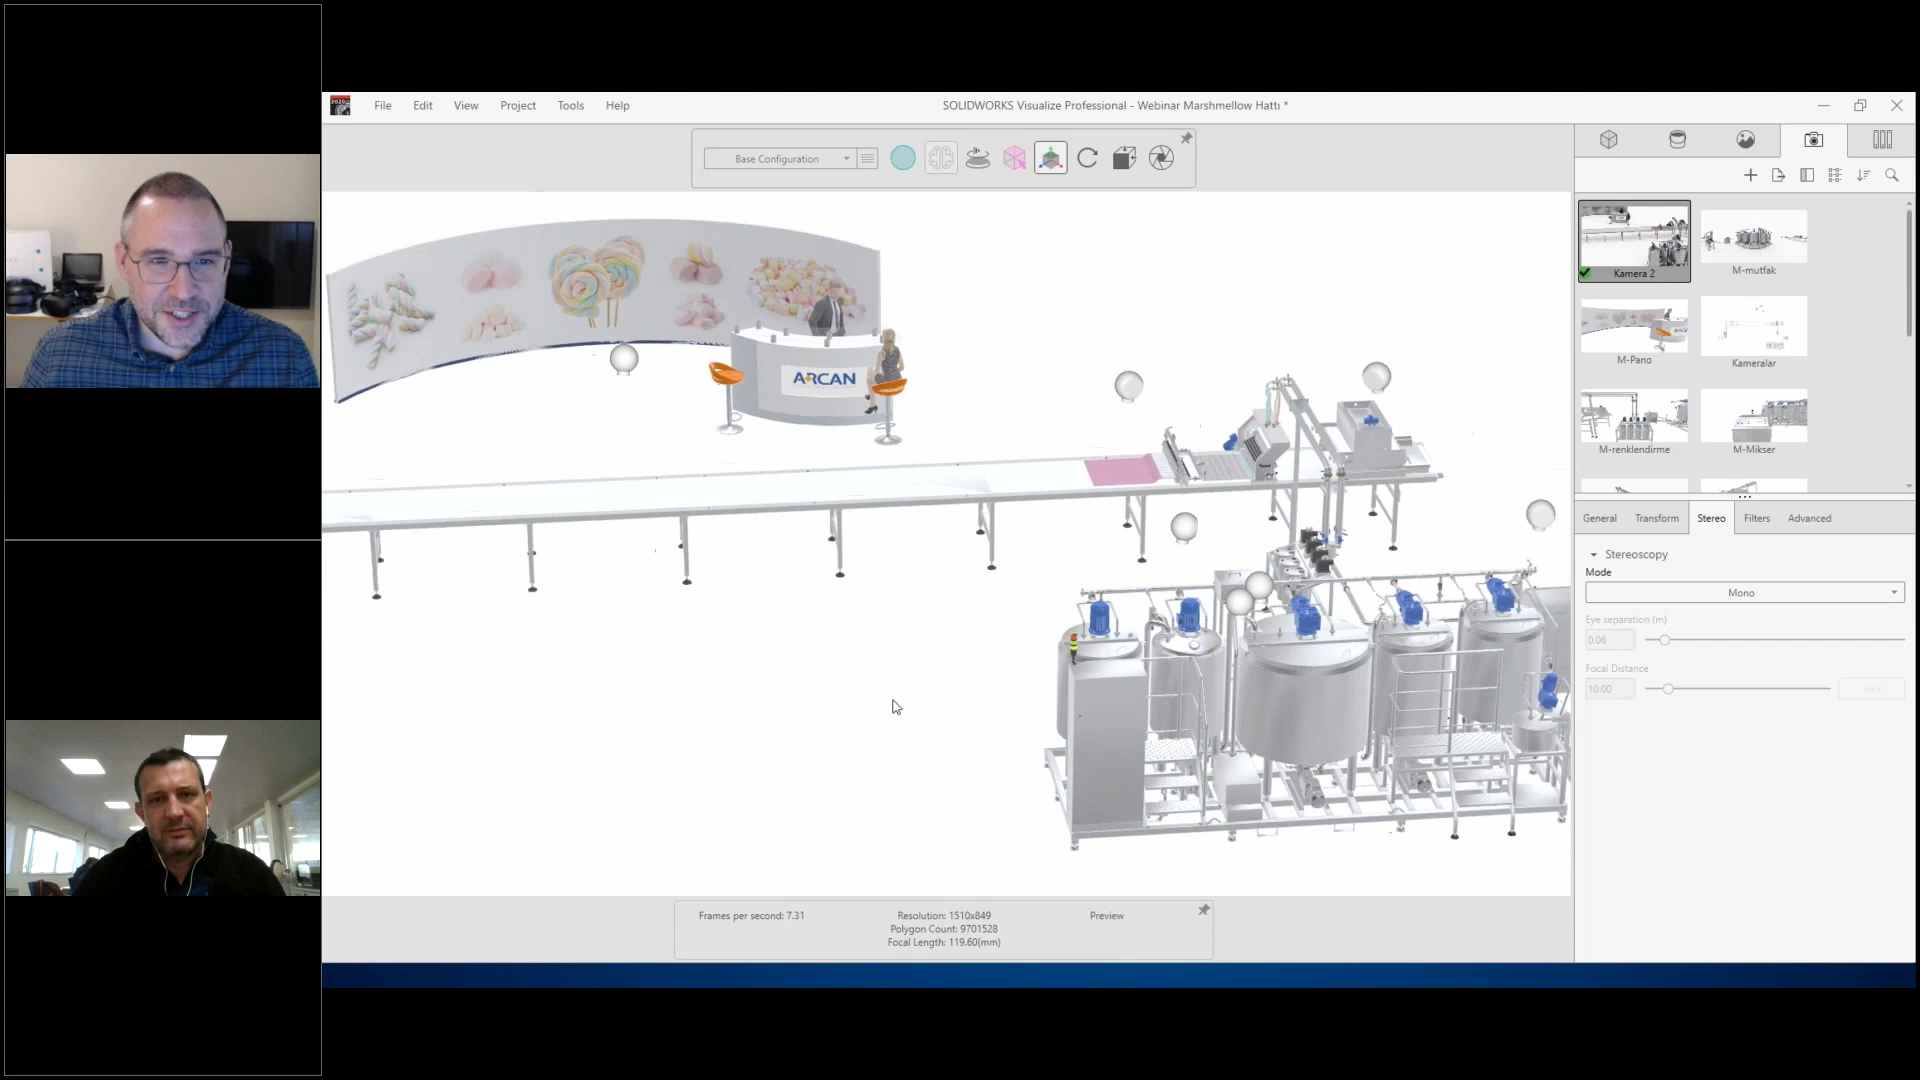 File Edit View Project Tools Help
SOLIDWORKS Visualize Professional - Webinar Marshmellow Hattı *
Base Configuration
ARCAN
Kamera 2
M-mutfak
M-Pano
Kameralar
M-renklendirme
M-Mikser
General Transform Stereo Filters Advanced
Stereoscopy
Mode
Mono
Eye separation (m)
0.06
Focal Distance
10.00
Frames per second: 7.31
Resolution: 1510x849
Preview
Polygon Count: 9701528
Focal Length: 119.60(mm)